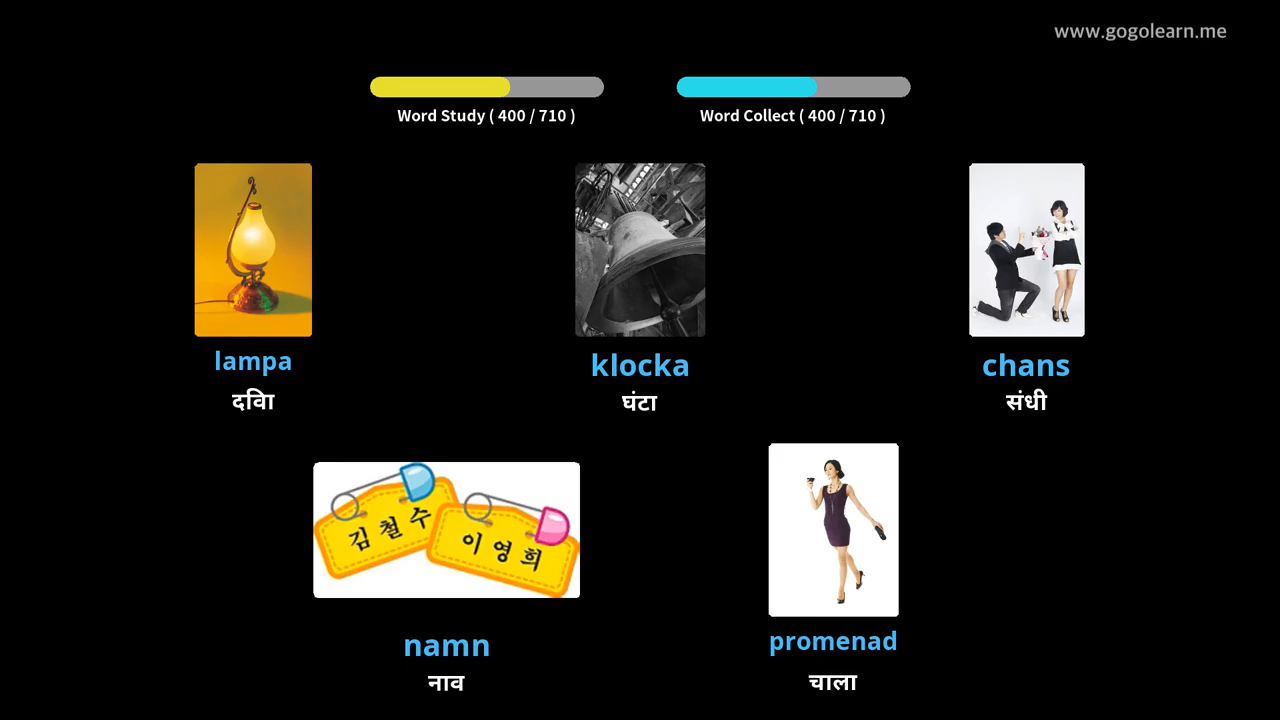 www.gogolearn.me
Word Study ( 400 / 710 )
Word Collect ( 400 / 710 )
lampa
दविा
klocka
घंटा
chans
संधी
김철수
이영희
namn
नाव
promenad
चाला